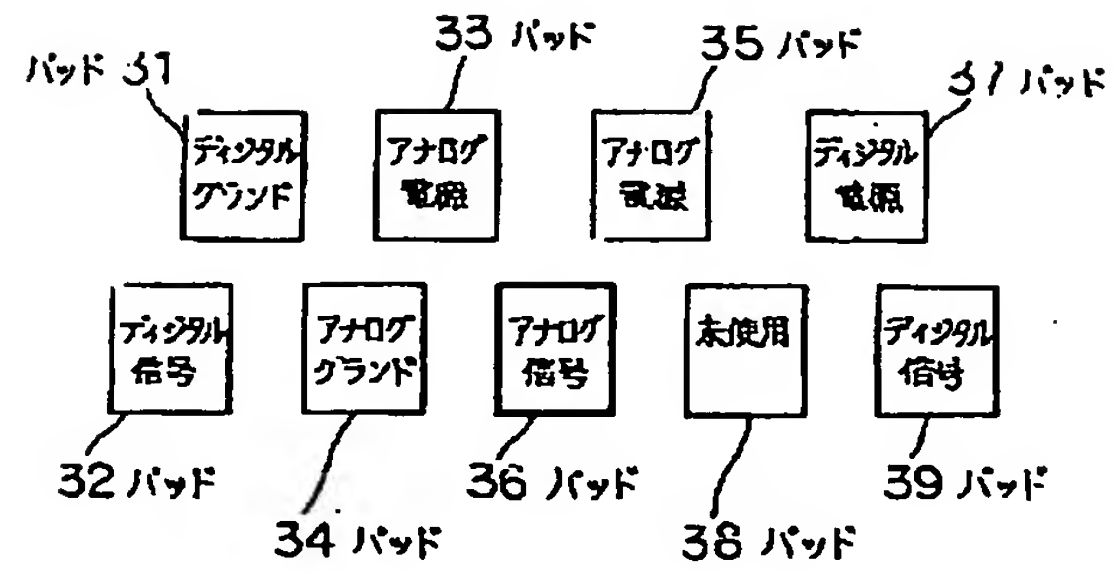 パッド 31
33 パッド
35 パッド
37 パッド
ディジタル
グランド
アナログ
電源
アナログ
電源
ディジタル
電源
ディジタル
信号
アナログ
グランド
アナログ
信号
未使用
ディジタル
信号
32 パッド
34 パッド
36 パッド
38 パッド
39 パッド